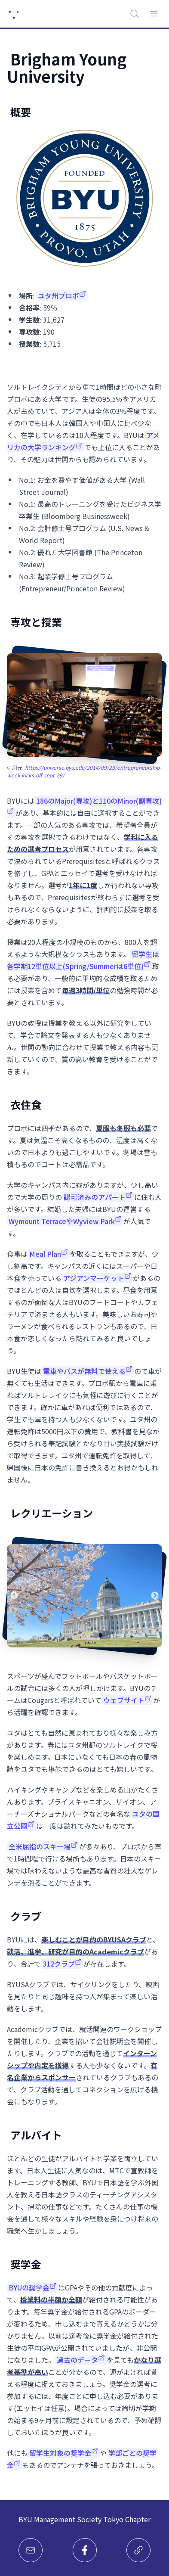 Brigham Young
University
概要
BRIGHAM YOUNG UNIVERSITY
FOUNDED
BYU
1875
PROVO, UTAH
場所: ユタ州プロボ
合格率: 59%
学生数: 31,627
専攻数: 190
授業数: 5,715
ソルトレイクシティから車で1時間ほどの小さな町
プロボにある大学です。生徒の95.5%をアメリカ
人が占めていて、アジア人は全体の3%程度です。
その中でも日本人は韓国人や中国人に比べ少な
く、在学しているのは10人程度です。BYUは アメ
リカの大学ランキング でも上位に入ることがあ
り、その魅力は世間からも認められています。
No.1: お金を費やす価値がある大学 (Wall
Street Journal)
No.1: 最高のトレーニングを受けたビジネス学
卒業生 (Bloomberg Businessweek)
No.2: 会計修士号プログラム (U.S. News &
World Report)
No.2: 優れた大学図書館 (The Princeton
Review)
No.3: 起業学修士号プログラム
(Entrepreneur/Princeton Review)
専攻と授業
引用元: https://universe.byu.edu/2014/09/23/entrepreneurship-
week-kicks-off-sept-29/
BYUには 186のMajor(専攻)と110のMinor(副専攻)
があり、基本的には自由に選択することができ
ます。一部の人気のある専攻では、希望者全員が
その専攻を選択できるわけではなく、学科に入る
ための選考プロセスが用意されています。各専攻
で決められているPrerequisitesと呼ばれるクラス
を修了し、GPAとエッセイで選考を受けなければ
なりません。選考が1年に1度しか行われない専攻
もあるので、Prerequisitesが終わらずに選考を受
けられなくならないように、計画的に授業を取る
必要があります。
授業は20人程度の小規模のものから、800人を超
えるような大規模なクラスもあります。 留学生は
各学期12単位以上(Spring/Summerは6単位) 取
る必要があり、一般的に平均的な成績を取るため
には授業を含めて毎週3時間/単位の勉強時間が必
要とされています。
BYUの教授は授業を教える以外に研究をしてい
て、学会で論文を発表する人も少なくありませ
ん。世間の動向に合わせて授業で教える内容も更
新しているので、質の高い教育を受けることがで
きます。
衣住食
プロボには四季があるので、夏服も冬服も必要で
す。夏は気温こそ高くなるものの、湿度は高くな
いので日本よりも過ごしやすいです。冬場は雪も
積もるのでコートは必需品です。
大学のキャンパス内に寮がありますが、少し高い
ので大学の周りの 認可済みのアパート に住む人
が多いです。結婚した夫婦にはBYUの運営する
Wymount TerraceやWyview Park が人気で
す。
食事は Meal Plan を取ることもできますが、少
し割高です。キャンパスの近くにはスーパーや日
本食を売っている アジアンマーケット があるの
でほとんどの人は自炊を選択します。昼食を用意
するのが面倒な人はBYUのフードコートやカフェ
テリアで済ませる人もいます。美味しいお寿司や
ラーメンが食べられるレストランもあるので、日
本食が恋しくなったら訪れてみると良いでしょ
う。
BYU生徒は 電車やバスが無料で使える ので車が
無くても生活はできます。プロボ駅から電車に乗
ればソルトレイクにも気軽に遊びに行くことがで
きます。確かに車があれば便利ではありますが、
学生でも車を持つ人も少なくないです。ユタ州の
運転免許は5000円以下の費用で、教科書を見なが
ら受けられる筆記試験とかなり甘い実技試験だけ
で取得できます。ユタ州で運転免許を取得して、
帰国後に日本の免許に書き換えるとお得かもしれ
ません。
レクリエーション
スポーツが盛んでフットボールやバスケットボー
ルの試合には多くの人が押しかけます。BYUのチ
ームはCougarsと呼ばれていて ウェブサイト か
ら活躍を確認できます。
ユタはとても自然に恵まれており様々な楽しみ方
があります。春にはユタ州都のソルトレイクで桜
を楽しめます。日本にいなくても日本の春の風物
詩をユタでも堪能できるのはとても嬉しいです。
ハイキングやキャンプなどを楽しめる山がたくさ
んあります。ブライスキャニオン、ザイオン、ア
ーチーズナショナルパークなどの有名な ユタの国
立公園 は一度は訪れてみたいものです。
全米屈指のスキー場 が多々あり、プロボから車
で1時間程で行ける場所もあります。日本のスキー
場では味わえないような最高な雪質の壮大なゲレ
ンデを滑ることができます。
クラブ
BYUには、楽しむことが目的のBYUSAクラブと、
就活、進学、研究が目的のAcademicクラブがあ
り、合計で 312クラブ が存在します。
BYUSAクラブでは、サイクリングをしたり、映画
を見たりと同じ趣味を持つ人が集まって楽しい活
動をします。
Academicクラブでは、就活関連のワークショップ
を開催したり、企業を招いて会社説明会を開催し
たりします。クラブでの活動を通じてインターン
シップや内定を獲得する人も少なくないです。有
名企業からスポンサーされているクラブもあるの
で、クラブ活動を通してコネクションを広げる機
会にもなります。
アルバイト
ほとんどの生徒がアルバイトと学業を両立してい
ます。日本人生徒に人気なのは、MTCで宣教師を
トレーニングする教師、BYUで日本語を学ぶ外国
人を教える日本語クラスのティーチングアシスタ
ント、掃除の仕事などです。たくさんの仕事の機
会を通して様々なスキルや経験を身に付け将来の
職業へ生かしましょう。
奨学金
BYUの奨学金 はGPAやその他の貢献度によっ
て、授業料の半額か全額が給付される可能性があ
ります。毎年奨学金が給付されるGPAのボーダー
が変わるため、申し込むまで貰えるかどうかは分
かりません。以前は選考後に奨学金が給付された
生徒の平均GPAが公開されていましたが、非公開
になりました。 過去のデータ を見てもかなり選
考基準が高いことが分かるので、運がよければ貰
える程度に捉えておきましょう。奨学金の選考に
参加するには、年度ごとに申し込む必要がありま
す(エッセイは任意)。場合によっては締切が学期
の始まる9ヶ月前に設定されているので、予め確認
しておいたほうが良いです。
他にも 留学生対象の奨学金 や 学部ごとの奨学
金 もあるのでアンテナを張っておきましょう。
BYU Management Society Tokyo Chapter